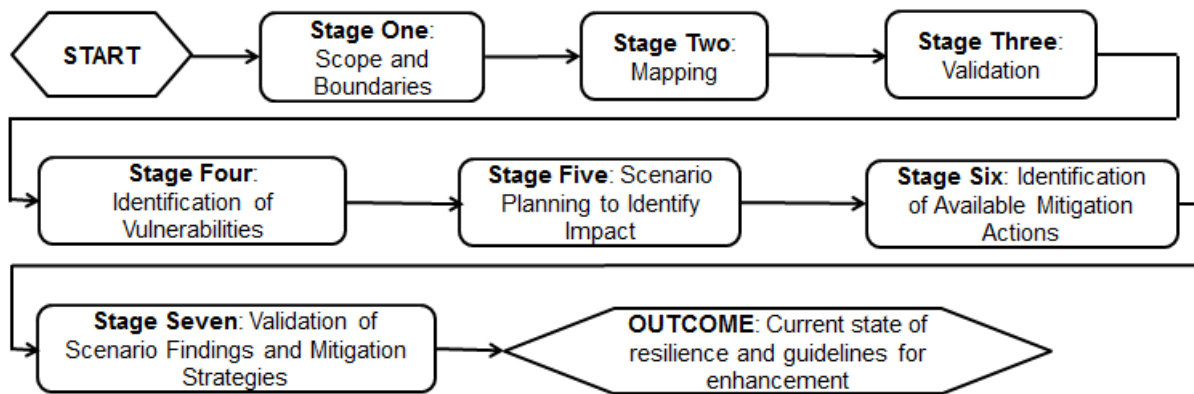 START
Stage One:
Scope and
Boundaries
Stage Two:
Mapping
Stage Three:
Validation
Stage Four:
Identification of
Vulnerabilities
Stage Five: Scenario
Planning to Identify
Impact
Stage Six: Identification
of Available Mitigation
Actions
Stage Seven: Validation of
Scenario Findings and Mitigation
Strategies
OUTCOME: Current state of
resilience and guidelines for
enhancement